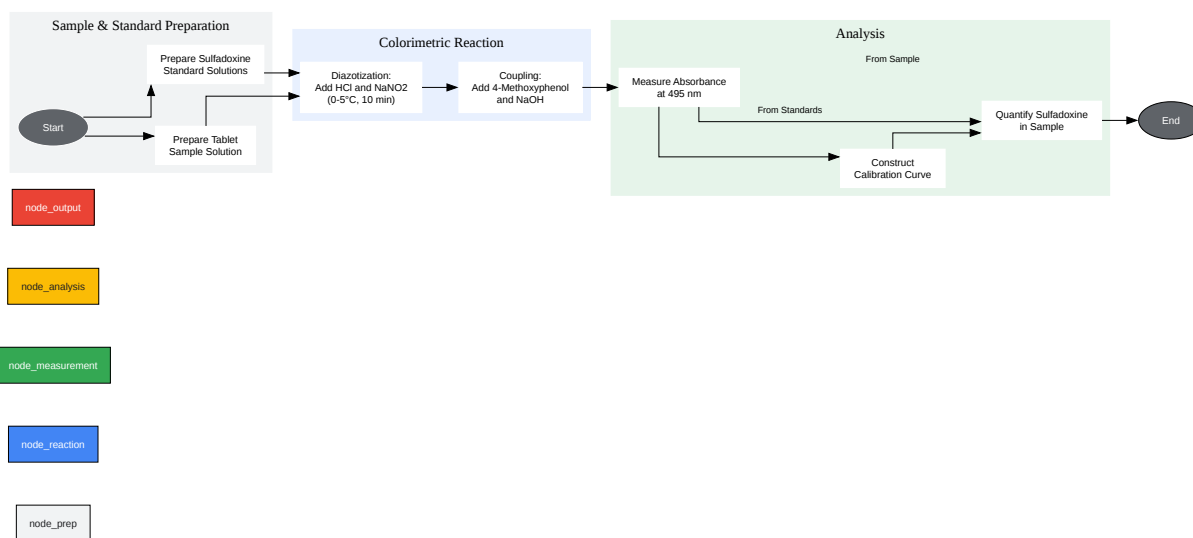 Sample & Standard Preparation
Start
Prepare Sulfadoxine
Standard Solutions
Prepare Tablet
Sample Solution
Colorimetric Reaction
Diazotization:
Add HCl and NaNO2
(0-5°C, 10 min)
Coupling:
Add 4-Methoxyphenol
and NaOH
Analysis
From Sample
Measure Absorbance
at 495 nm
From Standards
Construct
Calibration Curve
Quantify Sulfadoxine
in Sample
End
node_output
node_analysis
node_measurement
node_reaction
node_prep